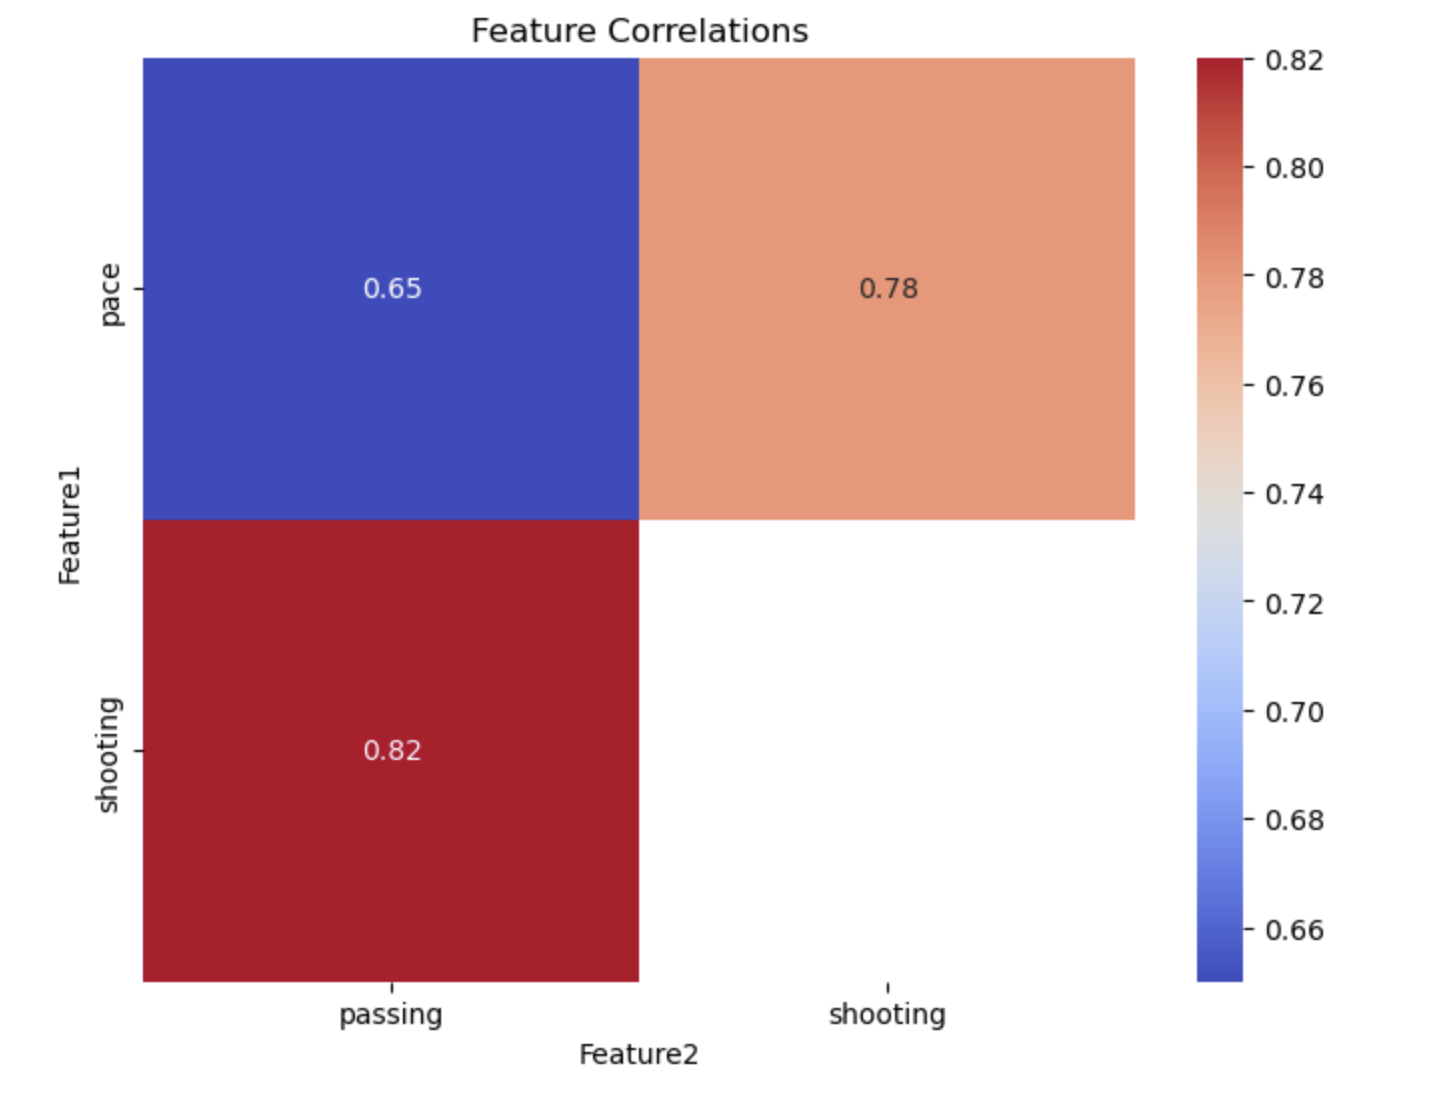 Feature Correlations
0.82
0.80
0.78
0.76
0.74
0.72
0.70
0.68
0.66
Feature1
pace
shooting
0.65
0.78
0.82
passing
shooting
Feature2